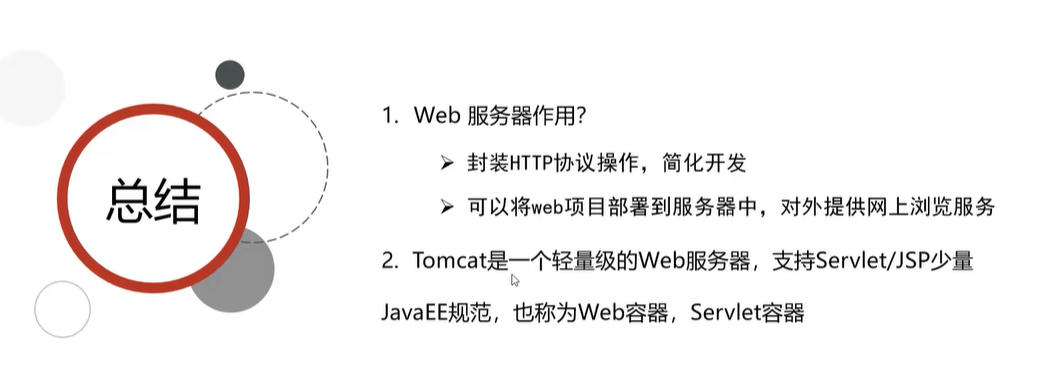 总结
1. Web 服务器作用?
➢ 封装HTTP协议操作，简化开发
➢ 可以将web项目部署到服务器中，对外提供网上浏览服务
2. Tomcat是一个轻量级的Web服务器，支持Servlet/JSP少量
JavaEE规范，也称为Web容器，Servlet容器